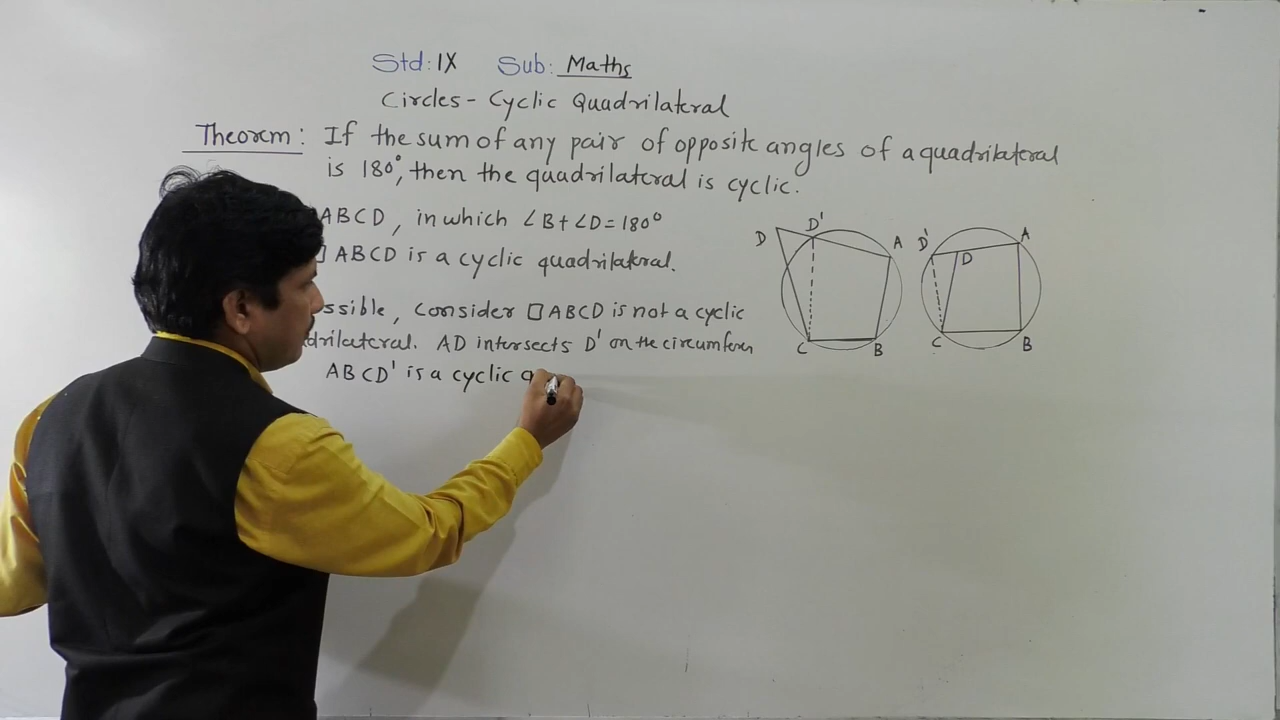 Std: IX Sub: Maths
Circles - Cyclic Quadrilateral
Theorem: If the sum of any pair of opposite angles of a quadrilateral
is 180°, then the quadrilateral is cyclic.
ABCD, in which ∠B+∠D=180°
□ ABCD is a cyclic quadrilateral.
ssible, Consider □ABCD is not a cyclic
drilateral. AD intersects D' on the circumferen
ABCD' is a cyclic q
D D' A C B
D' A D C B